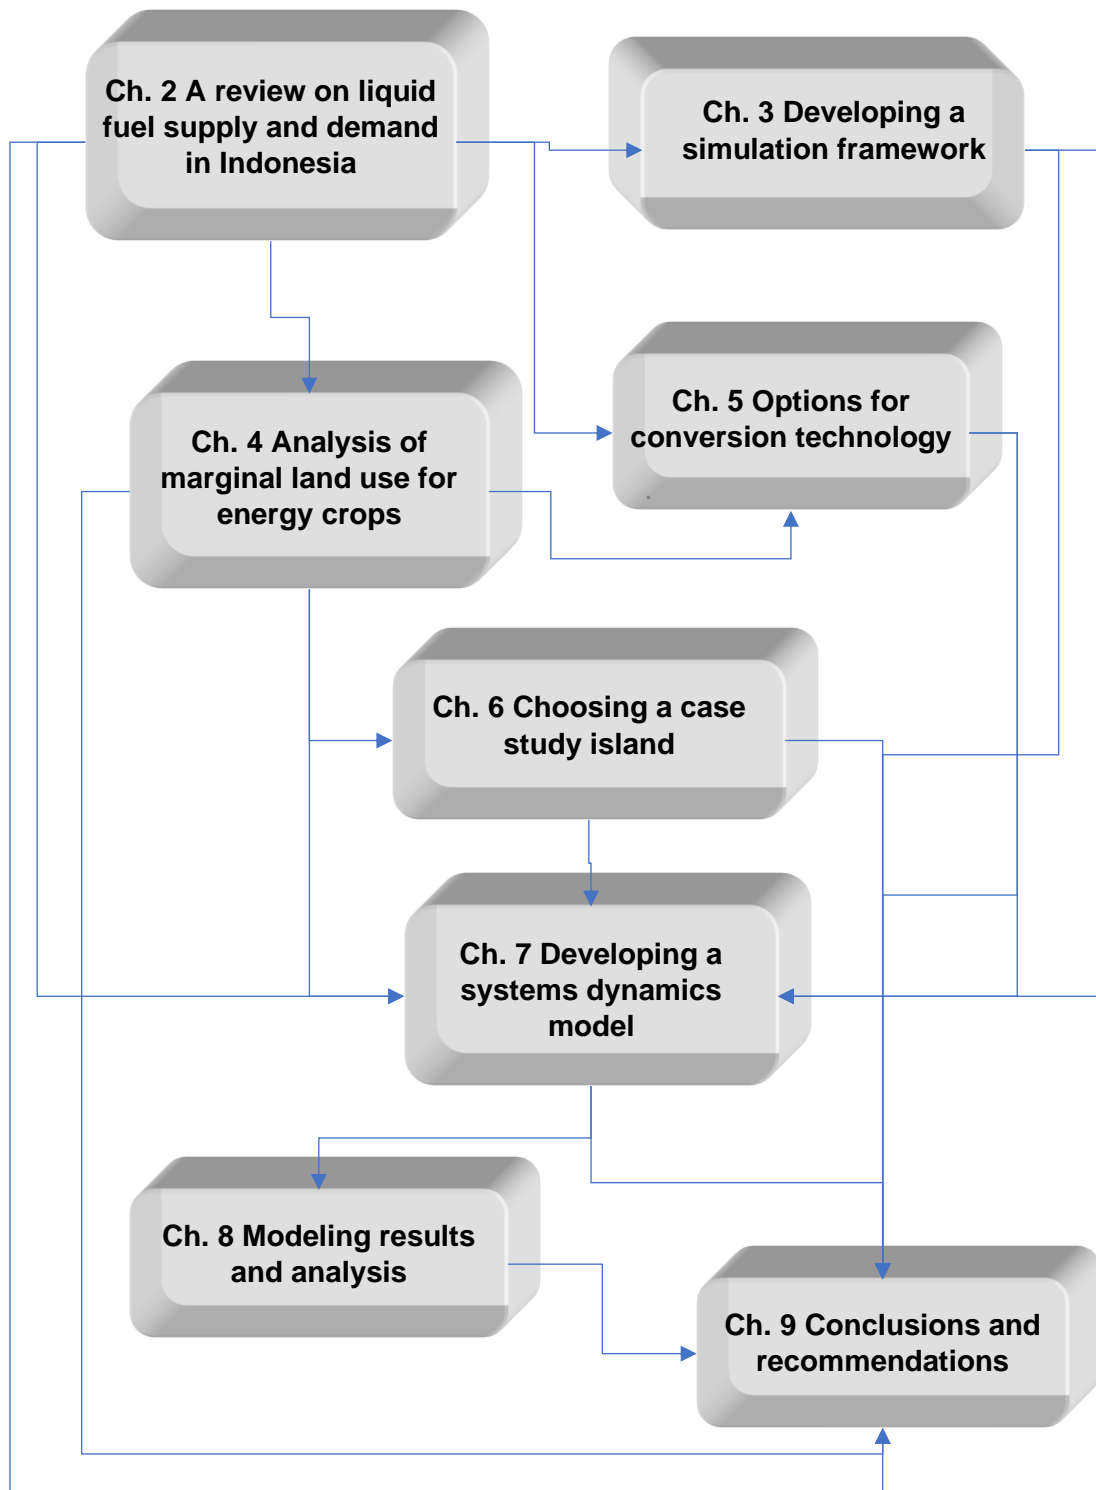 Ch. 2 A review on liquid
fuel supply and demand
in Indonesia
Ch. 3 Developing a
simulation framework
Ch. 4 Analysis of
marginal land use for
energy crops
Ch. 5 Options for
conversion technology
.
Ch. 6 Choosing a case
study island
Ch. 7 Developing a
systems dynamics
model
Ch. 8 Modeling results
and analysis
Ch. 9 Conclusions and
recommendations